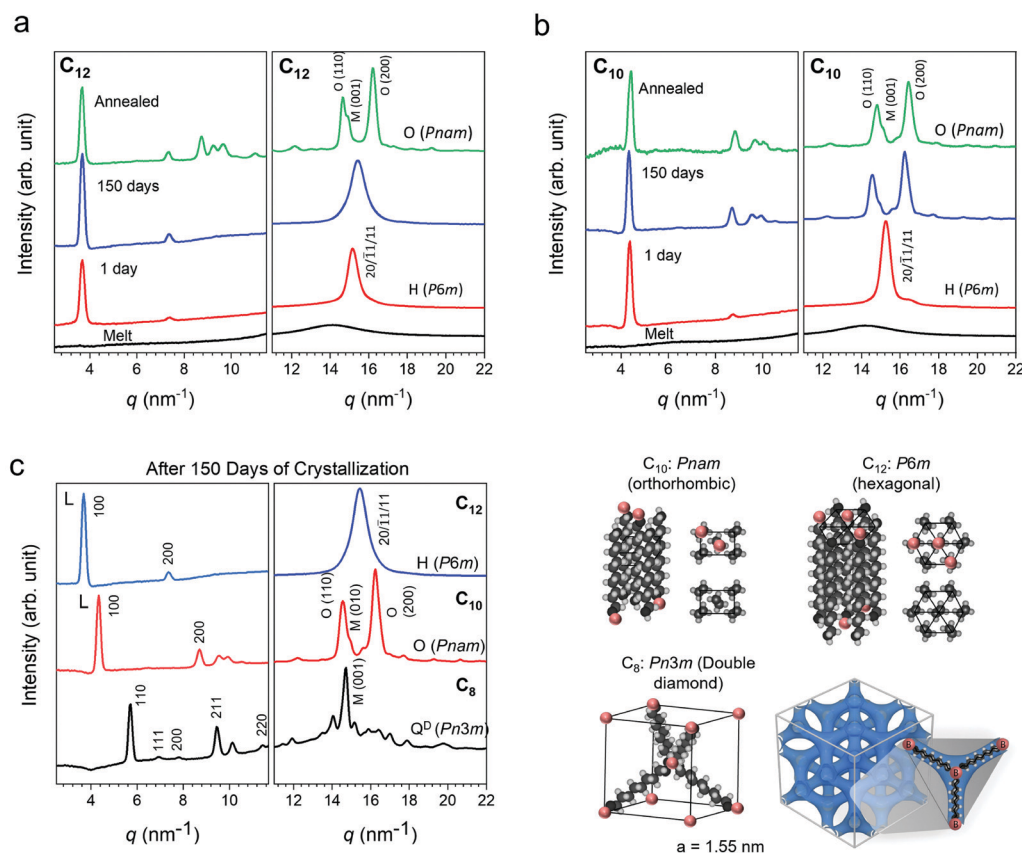 a
C12
Annealed
150 days
1 day
Melt
Intensity (arb. unit)
4 6 8 10
q (nm⁻¹)
C12
O (110)
M (001)
O (200)
O (Pnam)
20/1̅1/11
H (P6m)
12 14 16 18 20 22
q (nm⁻¹)
b
C10
Annealed
150 days
1 day
Melt
Intensity (arb. unit)
4 6 8 10
q (nm⁻¹)
C10
O (110)
M (001)
O (200)
O (Pnam)
20/1̅1/11
H (P6m)
12 14 16 18 20 22
q (nm⁻¹)
c
After 150 Days of Crystallization
L
100
200
L
100
200
110
111
200
211
220
Intensity (arb. unit)
4 6 8 10
q (nm⁻¹)
C12
20/1̅1/11
H (P6m)
O (110)
M (010)
O (200)
C10
O (Pnam)
M (001)
C8
Qᴰ (Pn3m)
12 14 16 18 20 22
q (nm⁻¹)
C10: Pnam
(orthorhombic)
C12: P6m
(hexagonal)
C8: Pn3m (Double
diamond)
a = 1.55 nm
B
B
B
B